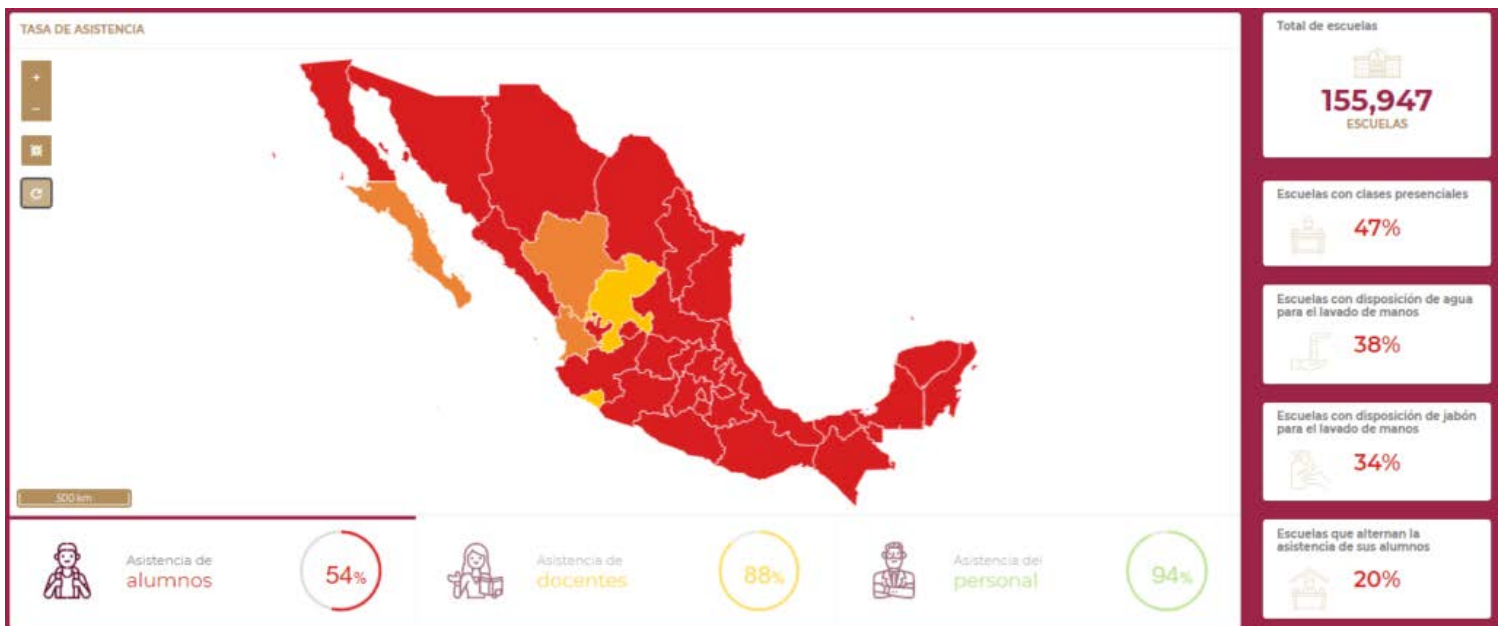 TASA DE ASISTENCIA
+
−
500 km
Asistencia de
alumnos
54%
Asistencia de
docentes
88%
Asistencia del
personal
94%
Total de escuelas
155,947
ESCUELAS
Escuelas con clases presenciales
47%
Escuelas con disposición de agua
para el lavado de manos
38%
Escuelas con disposición de jabón
para el lavado de manos
34%
Escuelas que alternan la
asistencia de sus alumnos
20%